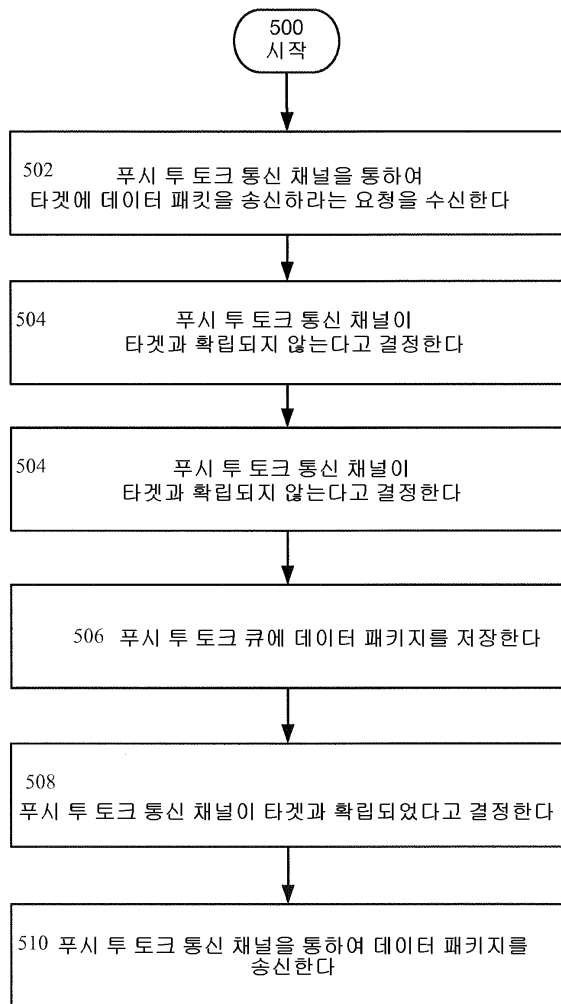 500
시작
502 푸시 투 토크 통신 채널을 통하여
타겟에 데이터 패킷을 송신하라는 요청을 수신한다
504 푸시 투 토크 통신 채널이
타겟과 확립되지 않는다고 결정한다
504 푸시 투 토크 통신 채널이
타겟과 확립되지 않는다고 결정한다
506 푸시 투 토크 큐에 데이터 패키지를 저장한다
508
푸시 투 토크 통신 채널이 타겟과 확립되었다고 결정한다
510 푸시 투 토크 통신 채널을 통하여 데이터 패키지를
송신한다